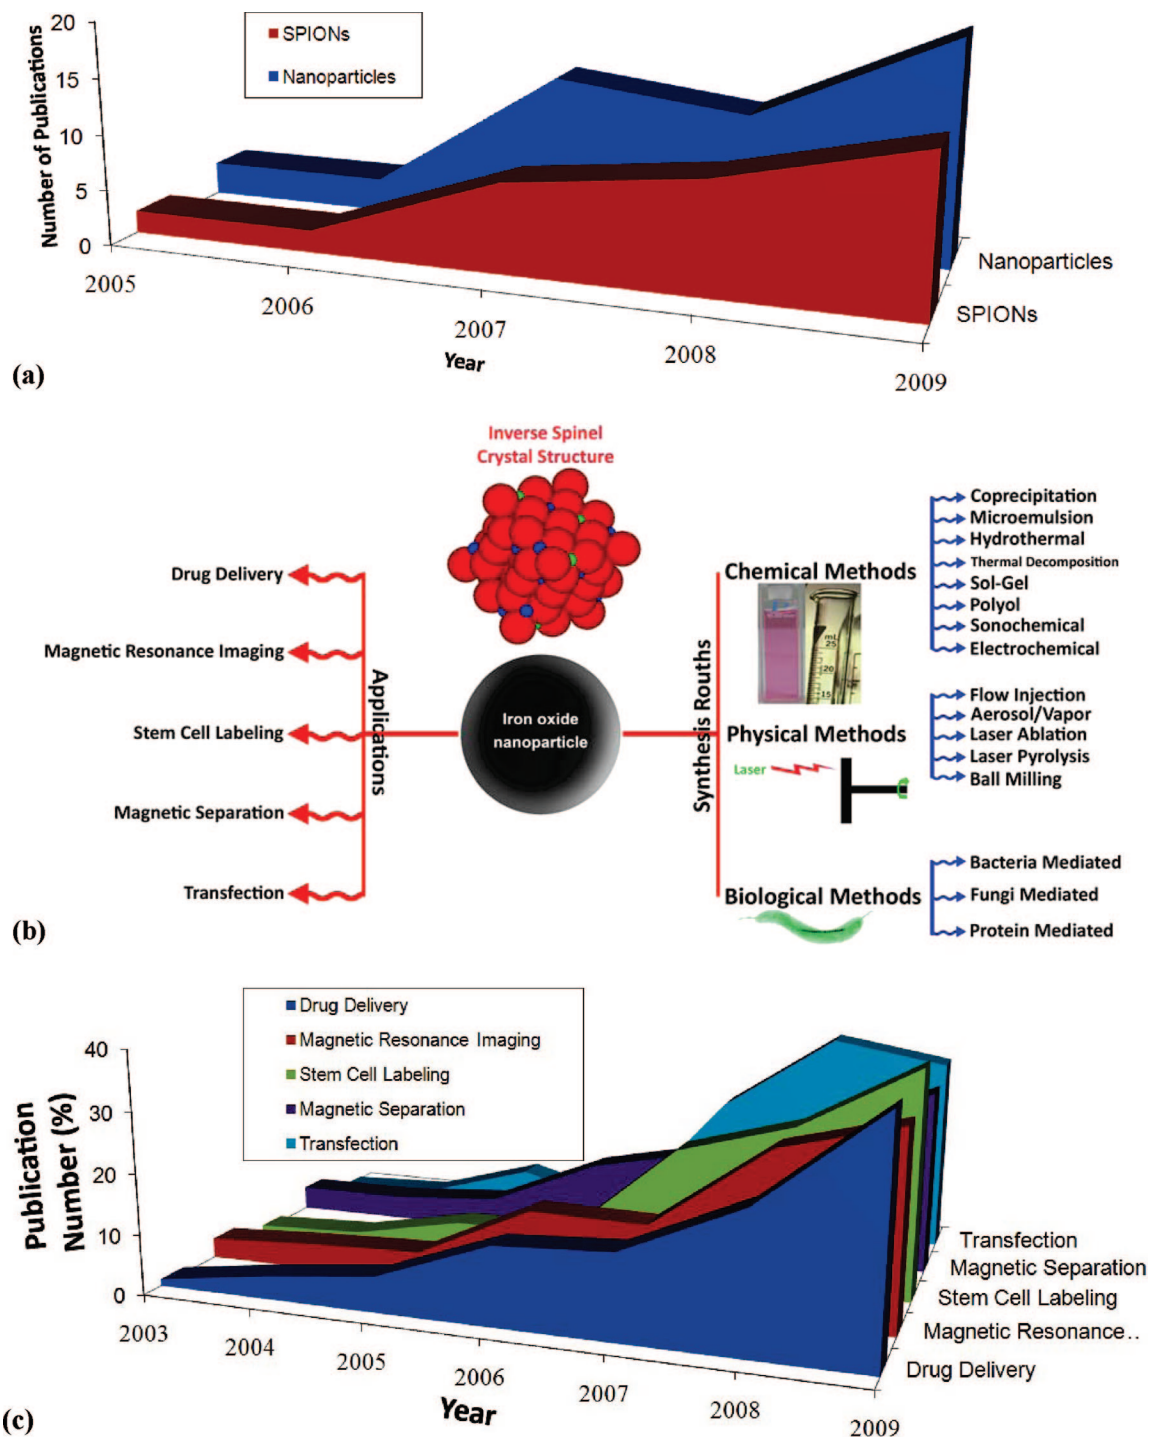 20
15
10
5
0
Number of Publications
SPIONs
Nanoparticles
2005
2006
2007
2008
2009
Year
Nanoparticles
SPIONs
(a)
Inverse Spinel
Crystal Structure
Iron oxide
nanoparticle
Applications
Drug Delivery
Magnetic Resonance Imaging
Stem Cell Labeling
Magnetic Separation
Transfection
Synthesis Rouths
Chemical Methods
mL
25
20
15
Coprecipitation
Microemulsion
Hydrothermal
Thermal Decomposition
Sol-Gel
Polyol
Sonochemical
Electrochemical
Physical Methods
Laser
Flow Injection
Aerosol/Vapor
Laser Ablation
Laser Pyrolysis
Ball Milling
Biological Methods
Bacteria Mediated
Fungi Mediated
Protein Mediated
(b)
Drug Delivery
Magnetic Resonance Imaging
Stem Cell Labeling
Magnetic Separation
Transfection
40
30
20
10
0
Publication
Number (%)
2003
2004
2005
2006
2007
2008
2009
Year
Transfection
Magnetic Separation
Stem Cell Labeling
Magnetic Resonance..
Drug Delivery
(c)